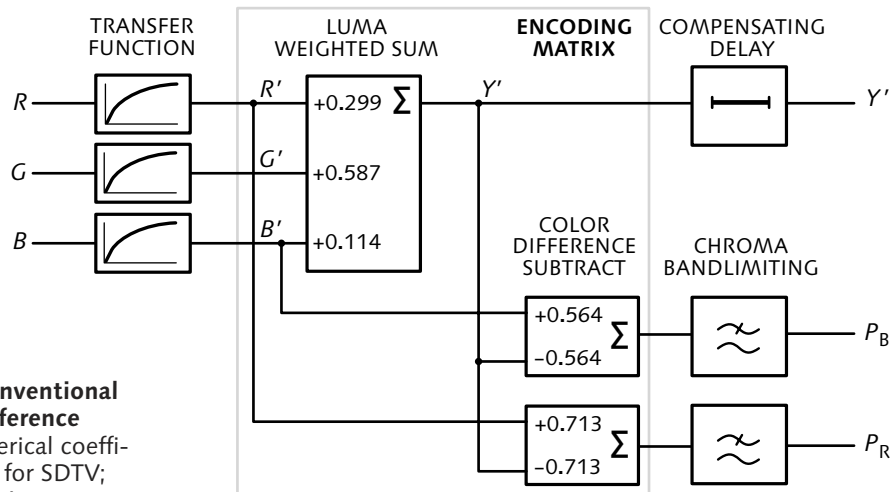 TRANSFER
FUNCTION
LUMA
WEIGHTED SUM
ENCODING
MATRIX
COMPENSATING
DELAY
R
R'
+0.299
Σ
Y'
Y'
G
G'
+0.587
B
B'
+0.114
COLOR
DIFFERENCE
SUBTRACT
CHROMA
BANDLIMITING
+0.564
−0.564
Σ
PB
+0.713
−0.713
Σ
PR
nventional
ference
erical coeffi-
for SDTV;